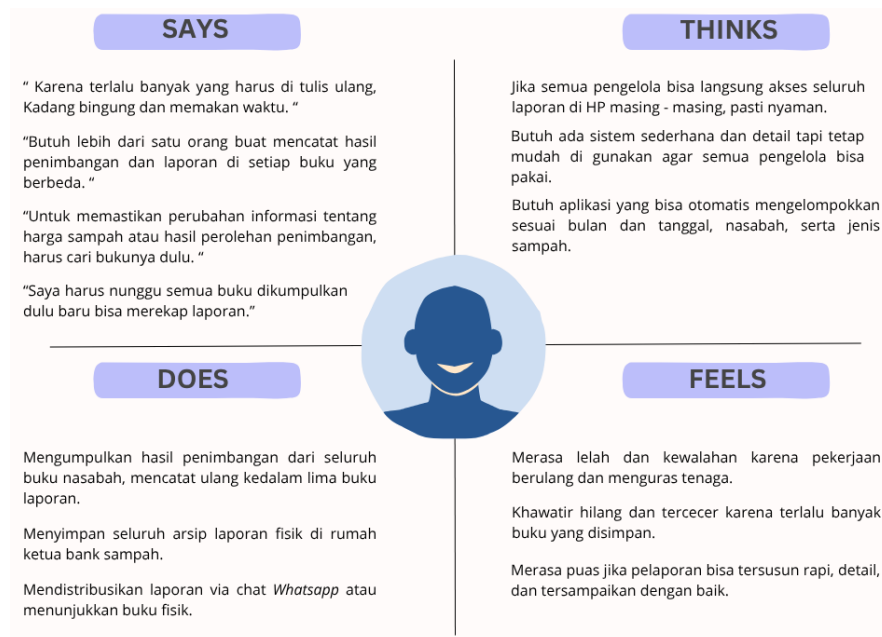 SAYS
“ Karena terlalu banyak yang harus di tulis ulang,
Kadang bingung dan memakan waktu. “
“Butuh lebih dari satu orang buat mencatat hasil
penimbangan dan laporan di setiap buku yang
berbeda. “
“Untuk memastikan perubahan informasi tentang
harga sampah atau hasil perolehan penimbangan,
harus cari bukunya dulu. “
“Saya harus nunggu semua buku dikumpulkan
dulu baru bisa merekap laporan.”
THINKS
Jika semua pengelola bisa langsung akses seluruh
laporan di HP masing - masing, pasti nyaman.
Butuh ada sistem sederhana dan detail tapi tetap
mudah di gunakan agar semua pengelola bisa
pakai.
Butuh aplikasi yang bisa otomatis mengelompokkan
sesuai bulan dan tanggal, nasabah, serta jenis
sampah.
DOES
Mengumpulkan hasil penimbangan dari seluruh
buku nasabah, mencatat ulang kedalam lima buku
laporan.
Menyimpan seluruh arsip laporan fisik di rumah
ketua bank sampah.
Mendistribusikan laporan via chat Whatsapp atau
menunjukkan buku fisik.
FEELS
Merasa lelah dan kewalahan karena pekerjaan
berulang dan menguras tenaga.
Khawatir hilang dan tercecer karena terlalu banyak
buku yang disimpan.
Merasa puas jika pelaporan bisa tersusun rapi, detail,
dan tersampaikan dengan baik.